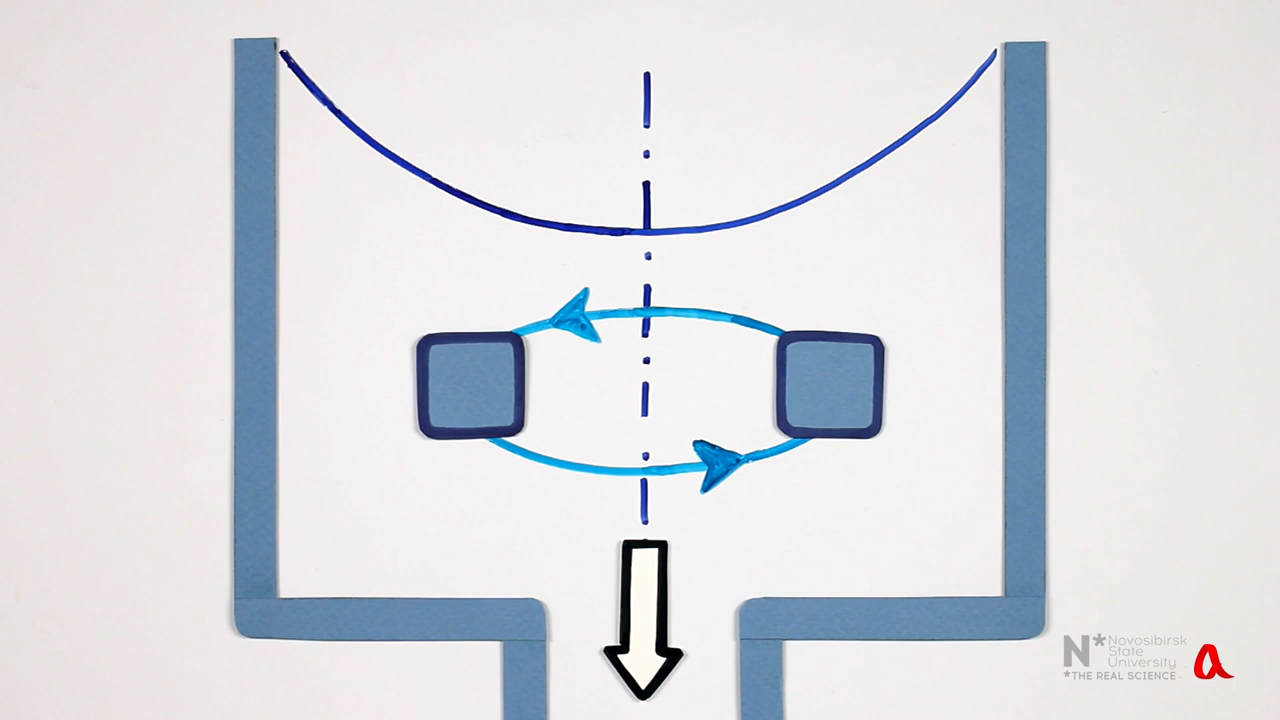 N*
Novosibirsk
State
University
*THE REAL SCIENCE
a